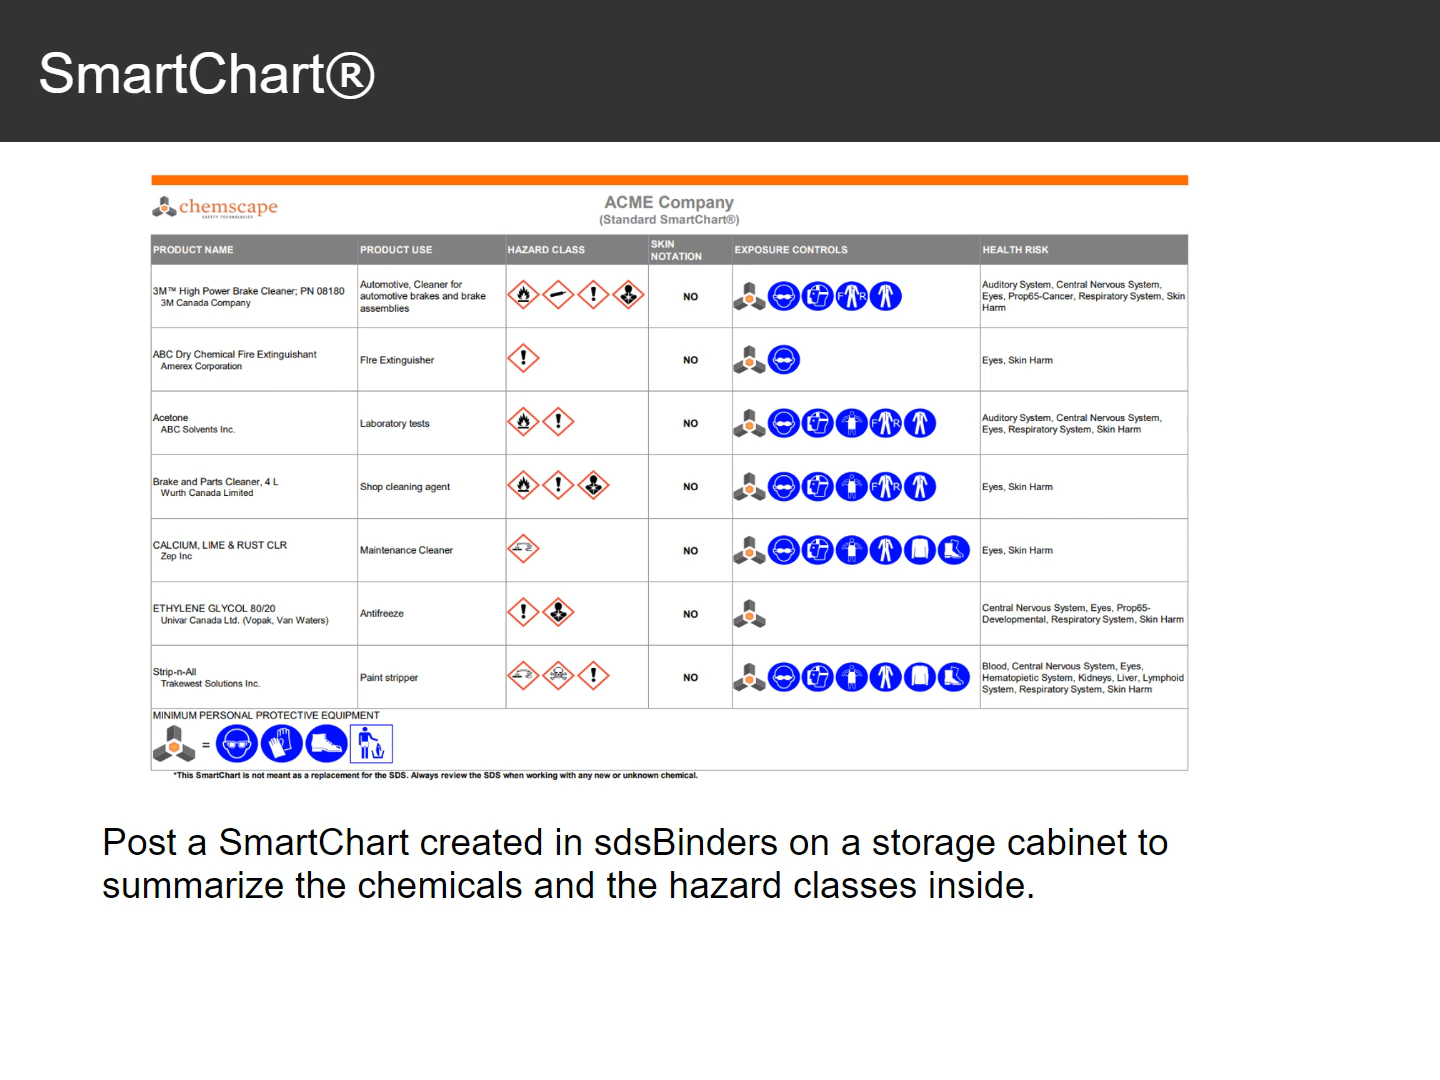 SmartChart®
chemscape
SAFETY TECHNOLOGIES
ACME Company
(Standard SmartChart®)
PRODUCT NAME
PRODUCT USE
HAZARD CLASS
SKIN
NOTATION
EXPOSURE CONTROLS
HEALTH RISK
3M™ High Power Brake Cleaner; PN 08180
3M Canada Company
Automotive, Cleaner for
automotive brakes and brake
assemblies
NO
F R
Auditory System, Central Nervous System,
Eyes, Prop65-Cancer, Respiratory System, Skin
Harm
ABC Dry Chemical Fire Extinguishant
Amerex Corporation
FIre Extinguisher
NO
Eyes, Skin Harm
Acetone
ABC Solvents Inc.
Laboratory tests
NO
F R
Auditory System, Central Nervous System,
Eyes, Respiratory System, Skin Harm
Brake and Parts Cleaner, 4 L
Wurth Canada Limited
Shop cleaning agent
NO
F R
Eyes, Skin Harm
CALCIUM, LIME & RUST CLR
Zep Inc
Maintenance Cleaner
NO
Eyes, Skin Harm
ETHYLENE GLYCOL 80/20
Univar Canada Ltd. (Vopak, Van Waters)
Antifreeze
NO
Central Nervous System, Eyes, Prop65-
Developmental, Respiratory System, Skin Harm
Strip-n-All
Trakewest Solutions Inc.
Paint stripper
NO
Blood, Central Nervous System, Eyes,
Hematopietic System, Kidneys, Liver, Lymphoid
System, Respiratory System, Skin Harm
MINIMUM PERSONAL PROTECTIVE EQUIPMENT
=
*This SmartChart is not meant as a replacement for the SDS. Always review the SDS when working with any new or unknown chemical.
Post a SmartChart created in sdsBinders on a storage cabinet to
summarize the chemicals and the hazard classes inside.